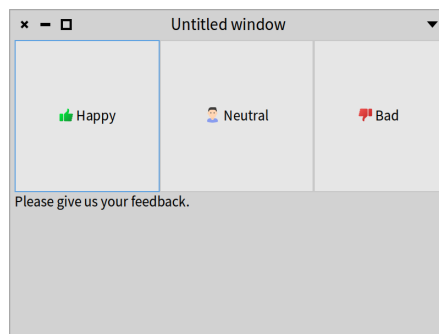 Untitled window
Happy
Neutral
Bad
Please give us your feedback.